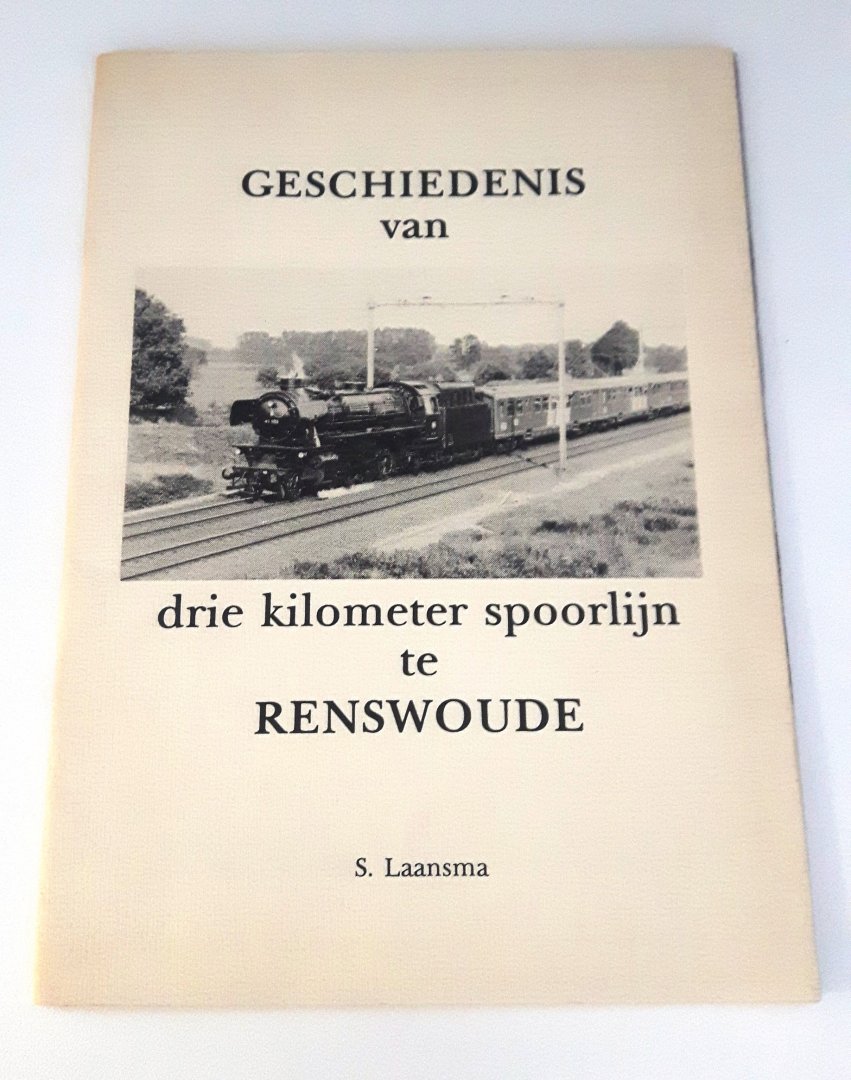 GESCHIEDENIS
van
drie kilometer spoorlijn
te
RENSWOUDE
S. Laansma